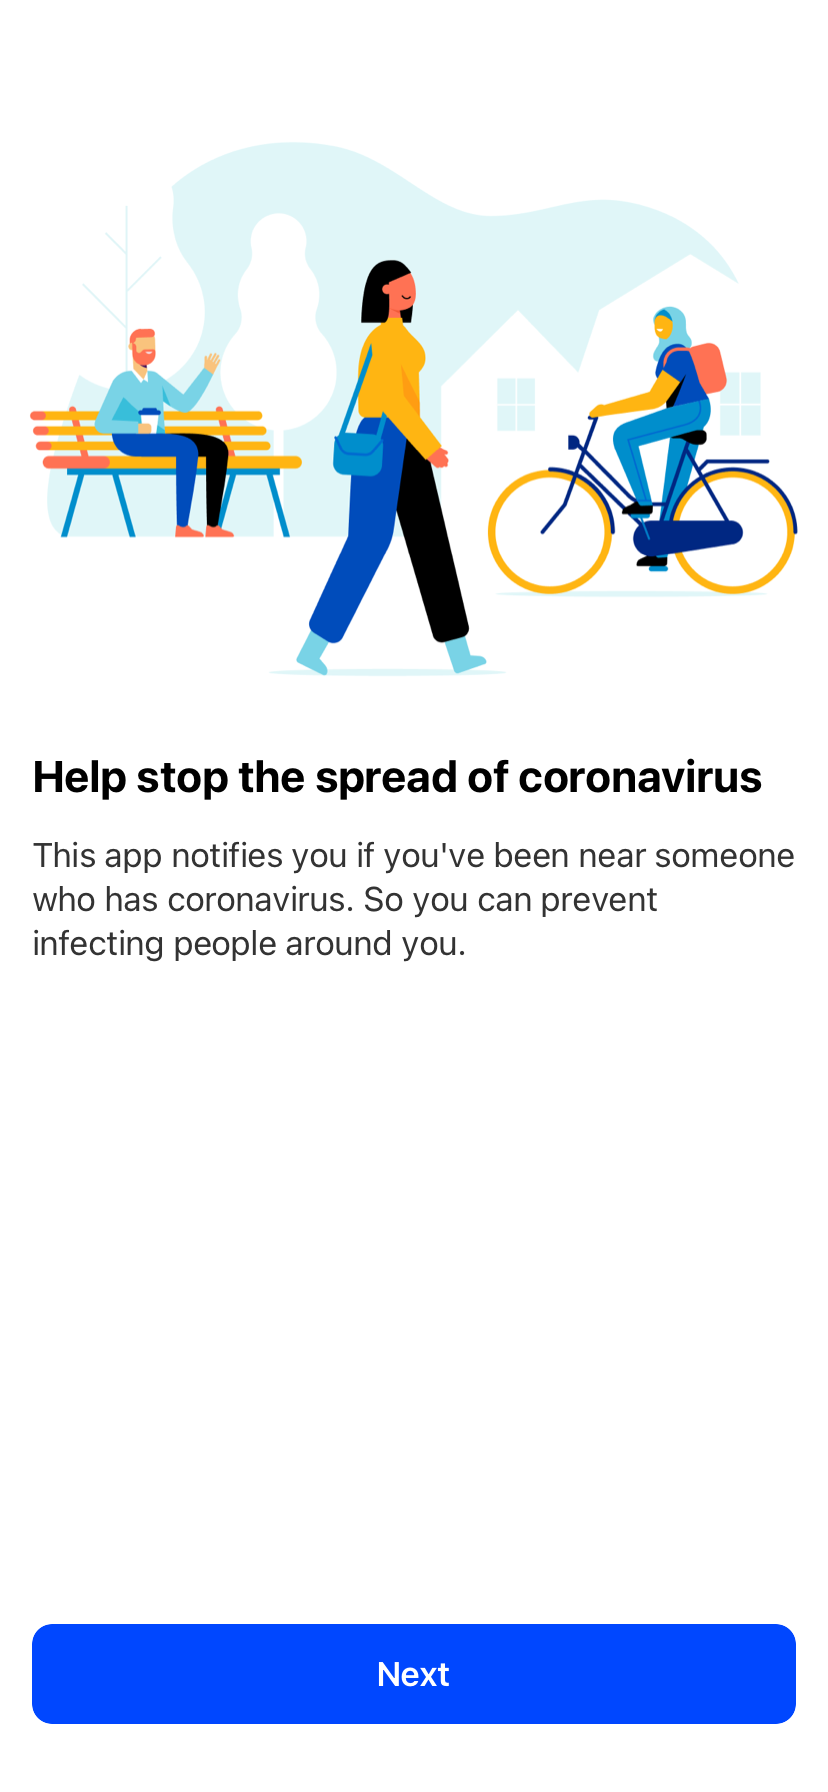 Help stop the spread of coronavirus
This app notifies you if you've been near someone
who has coronavirus. So you can prevent
infecting people around you.
Next